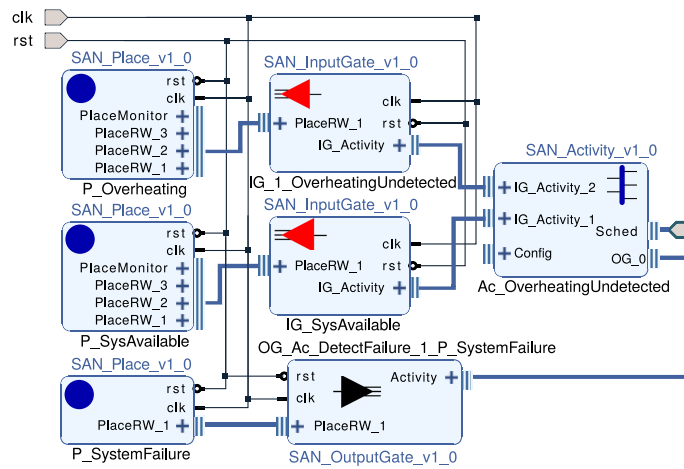 clk
rst
SAN_Place_v1_0
rst
clk
PlaceMonitor
PlaceRW_3
PlaceRW_2
PlaceRW_1
P_Overheating
SAN_InputGate_v1_0
clk
PlaceRW_1
rst
IG_Activity
IG_1_OverheatingUndetected
SAN_Activity_v1_0
IG_Activity_2
IG_Activity_1
Sched
Config
OG_0
Ac_OverheatingUndetected
SAN_Place_v1_0
rst
clk
PlaceMonitor
PlaceRW_3
PlaceRW_2
PlaceRW_1
P_SysAvailable
SAN_InputGate_v1_0
clk
PlaceRW_1
rst
IG_Activity
IG_SysAvailable
SAN_Place_v1_0
rst
clk
PlaceRW_1
P_SystemFailure
OG_Ac_DetectFailure_1_P_SystemFailure
rst
Activity
clk
PlaceRW_1
SAN_OutputGate_v1_0